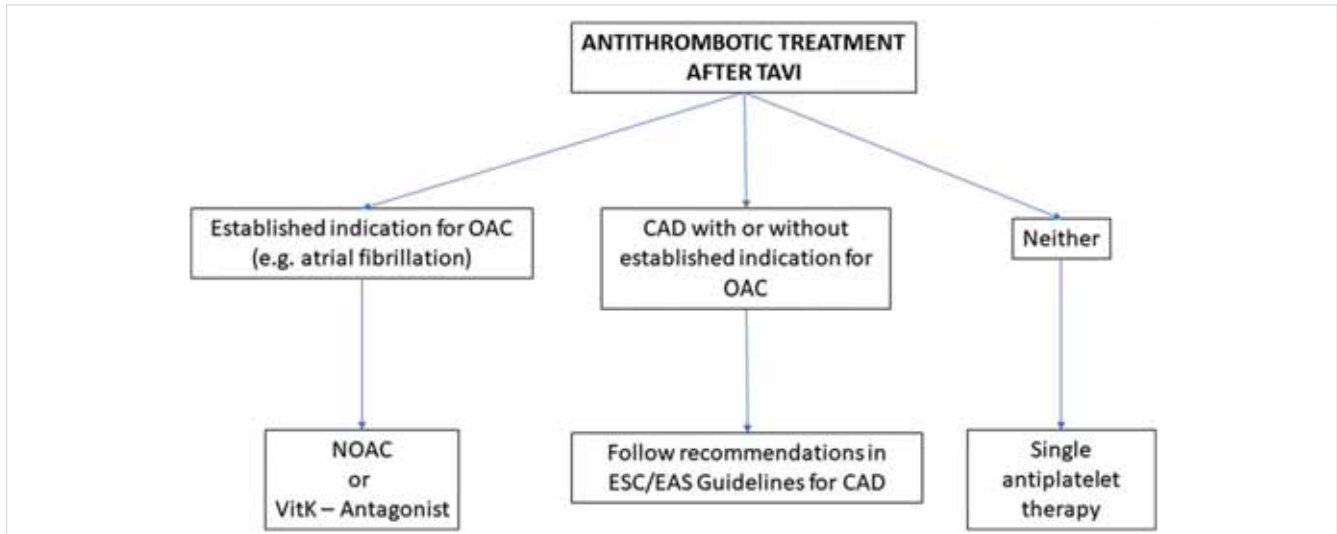 ANTITHROMBOTIC TREATMENT
AFTER TAVI
Established indication for OAC
(e.g. atrial fibrillation)
CAD with or without
established indication for
OAC
Neither
NOAC
or
VitK – Antagonist
Follow recommendations in
ESC/EAS Guidelines for CAD
Single
antiplatelet
therapy